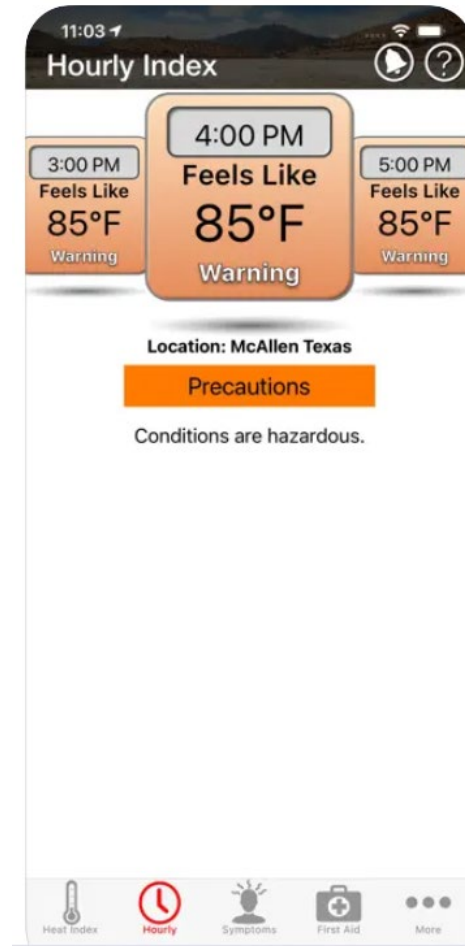 11:03
Hourly Index
3:00 PM
Feels Like
85°F
Warning
4:00 PM
Feels Like
85°F
Warning
5:00 PM
Feels Like
85°F
Warning
Location: McAllen Texas
Precautions
Conditions are hazardous.
Heat Index
Hourly
Symptoms
First Aid
More